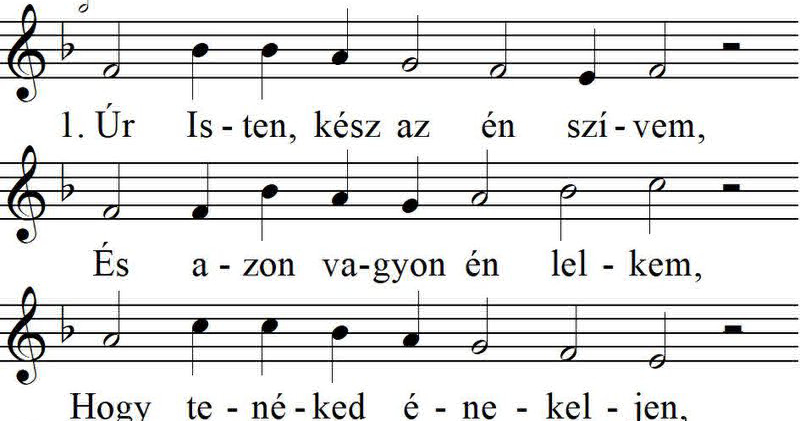 1. Úr Is - ten, kész az én szí - vem,
És a - zon va-gyon én lel - kem,
Hogy te - né - ked é - ne - kel - jen,